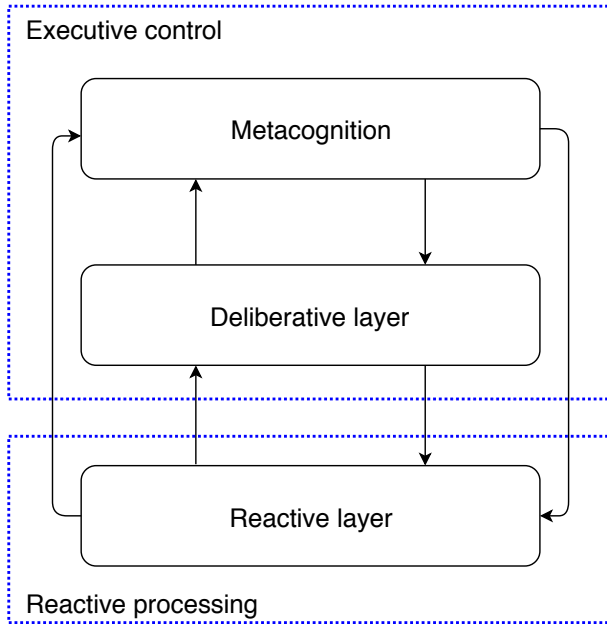 Executive control
Metacognition
Deliberative layer
Reactive layer
Reactive processing